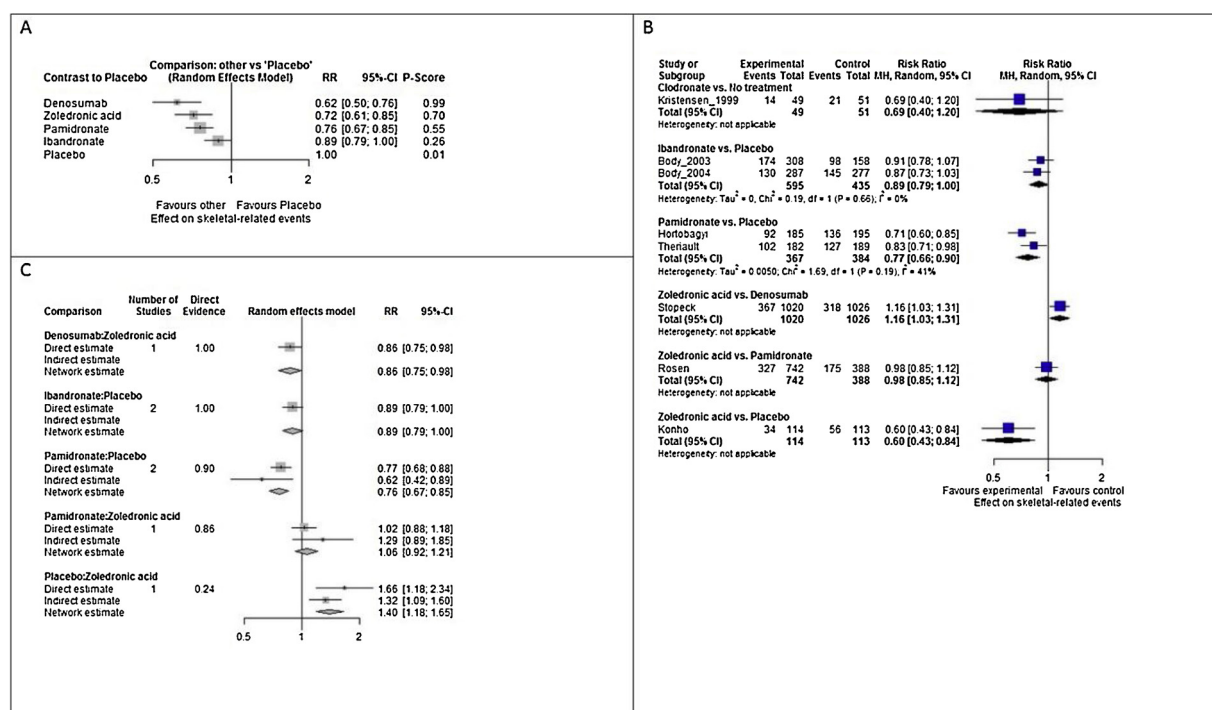 A
Comparison: other vs 'Placebo'
Contrast to Placebo (Random Effects Model) RR 95%-CI P-Score
Denosumab 0.62 [0.50; 0.76] 0.99
Zoledronic acid 0.72 [0.61; 0.85] 0.70
Pamidronate 0.76 [0.67; 0.85] 0.55
Ibandronate 0.89 [0.79; 1.00] 0.26
Placebo 1.00 0.01
0.5 1 2
Favours other Favours Placebo
Effect on skeletal-related events
B
Study or Experimental Control Risk Ratio Risk Ratio
Subgroup Events Total Events Total MH, Random, 95% CI MH, Random, 95% CI
Clodronate vs. No treatment
Kristensen_1999 14 49 21 51 0.69 [0.40; 1.20]
Total (95% CI) 49 51 0.69 [0.40; 1.20]
Heterogeneity: not applicable
Ibandronate vs. Placebo
Body_2003 174 308 98 158 0.91 [0.78; 1.07]
Body_2004 130 287 145 277 0.87 [0.73; 1.03]
Total (95% CI) 595 435 0.89 [0.79; 1.00]
Heterogeneity: Tau² = 0, Chi² = 0.19, df = 1 (P = 0.66); I² = 0%
Pamidronate vs. Placebo
Hortobagyi 92 185 136 195 0.71 [0.60; 0.85]
Theriault 102 182 127 189 0.83 [0.71; 0.98]
Total (95% CI) 367 384 0.77 [0.66; 0.90]
Heterogeneity: Tau² = 0.0050; Chi² = 1.69, df = 1 (P = 0.19), I² = 41%
Zoledronic acid vs. Denosumab
Stopeck 367 1020 318 1026 1.16 [1.03; 1.31]
Total (95% CI) 1020 1026 1.16 [1.03; 1.31]
Heterogeneity: not applicable
Zoledronic acid vs. Pamidronate
Rosen 327 742 175 388 0.98 [0.85; 1.12]
Total (95% CI) 742 388 0.98 [0.85; 1.12]
Heterogeneity: not applicable
Zoledronic acid vs. Placebo
Konho 34 114 56 113 0.60 [0.43; 0.84]
Total (95% CI) 114 113 0.60 [0.43; 0.84]
Heterogeneity: not applicable
0.5 1 2
Favours experimental Favours control
Effect on skeletal-related events
C
Number of Direct
Comparison Studies Evidence Random effects model RR 95%-CI
Denosumab:Zoledronic acid
Direct estimate 1 1.00 0.86 [0.75; 0.98]
Indirect estimate
Network estimate 0.86 [0.75; 0.98]
Ibandronate:Placebo
Direct estimate 2 1.00 0.89 [0.79; 1.00]
Indirect estimate
Network estimate 0.89 [0.79; 1.00]
Pamidronate:Placebo
Direct estimate 2 0.90 0.77 [0.68; 0.88]
Indirect estimate 0.62 [0.42; 0.89]
Network estimate 0.76 [0.67; 0.85]
Pamidronate:Zoledronic acid
Direct estimate 1 0.86 1.02 [0.88; 1.18]
Indirect estimate 1.29 [0.89; 1.85]
Network estimate 1.06 [0.92; 1.21]
Placebo:Zoledronic acid
Direct estimate 1 0.24 1.66 [1.18; 2.34]
Indirect estimate 1.32 [1.09; 1.60]
Network estimate 1.40 [1.18; 1.65]
0.5 1 2